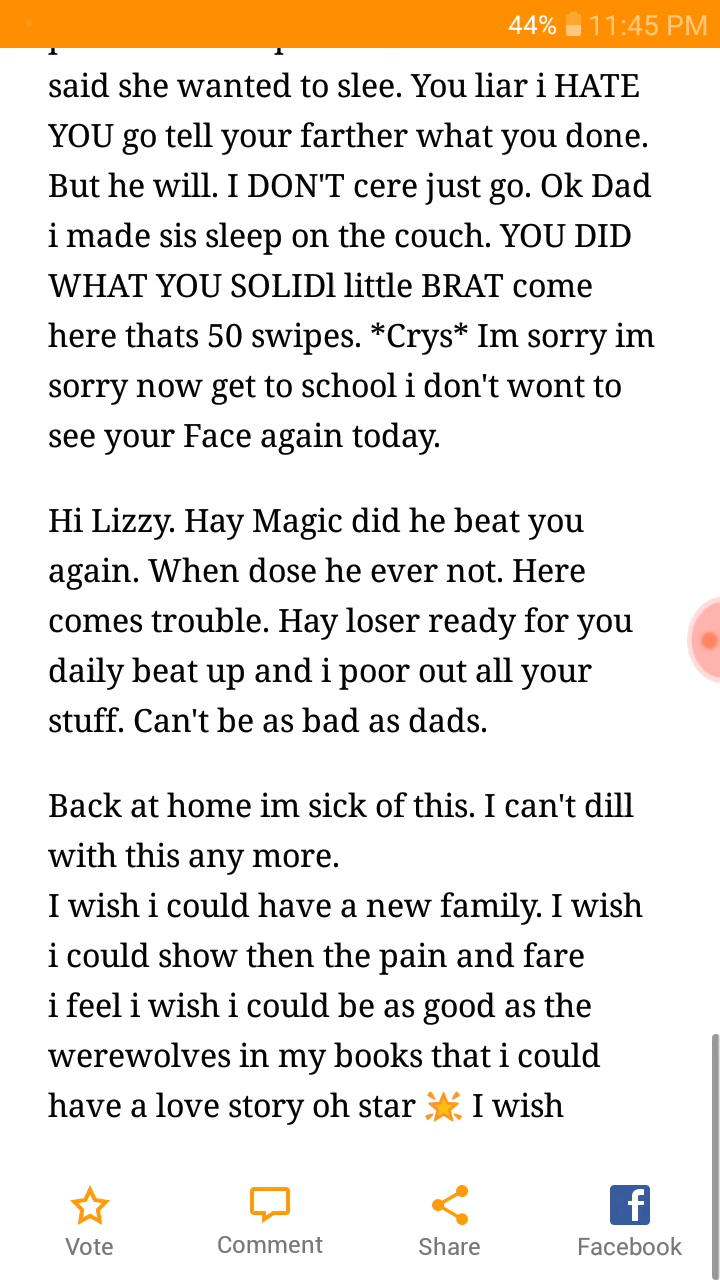 44% 11:45 PM
said she wanted to slee. You liar i HATE
YOU go tell your farther what you done.
But he will. I DON'T cere just go. Ok Dad
i made sis sleep on the couch. YOU DID
WHAT YOU SOLIDl little BRAT come
here thats 50 swipes. *Crys* Im sorry im
sorry now get to school i don't wont to
see your Face again today.
Hi Lizzy. Hay Magic did he beat you
again. When dose he ever not. Here
comes trouble. Hay loser ready for you
daily beat up and i poor out all your
stuff. Can't be as bad as dads.
Back at home im sick of this. I can't dill
with this any more.
I wish i could have a new family. I wish
i could show then the pain and fare
i feel i wish i could be as good as the
werewolves in my books that i could
have a love story oh star 🌟 I wish
Vote Comment Share Facebook